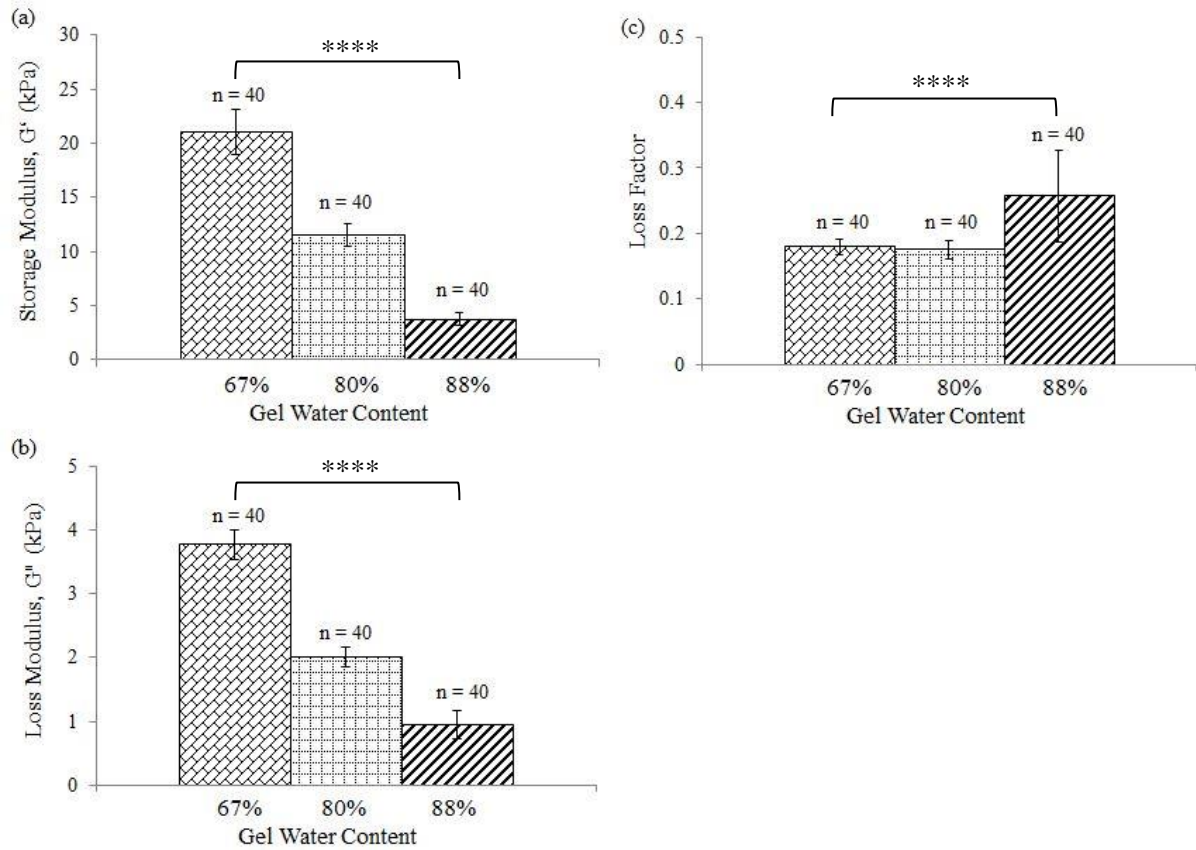 (a)
Storage Modulus, G‘ (kPa)
30
25
20
15
10
5
0
****
n = 40
n = 40
n = 40
67% 80% 88%
Gel Water Content
(b)
Loss Modulus, G" (kPa)
5
4
3
2
1
0
****
n = 40
n = 40
n = 40
67% 80% 88%
Gel Water Content
(c)
Loss Factor
0.5
0.4
0.3
0.2
0.1
0
****
n = 40
n = 40 n = 40
67% 80% 88%
Gel Water Content